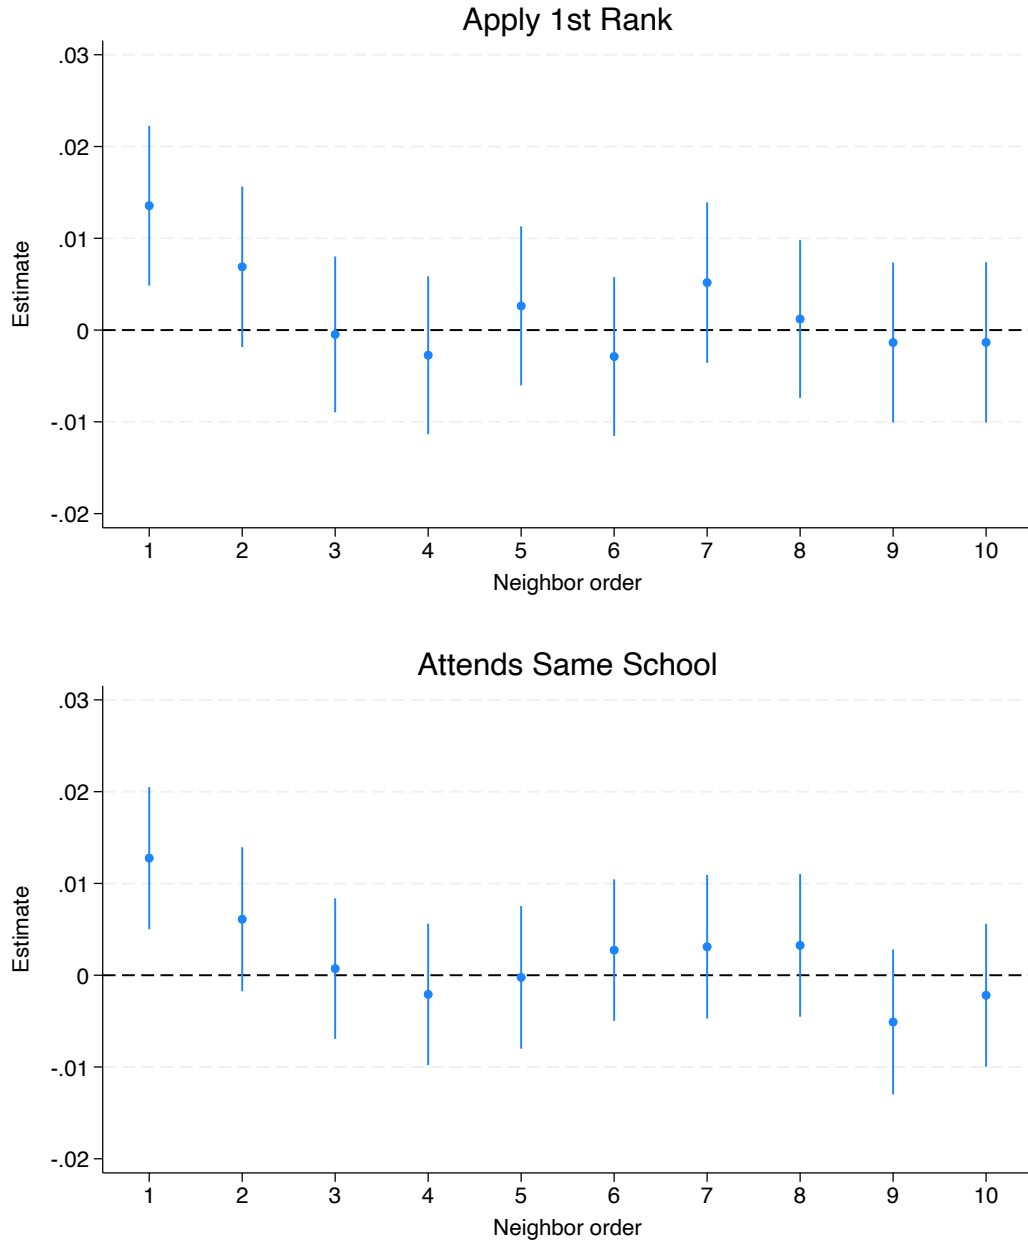 Apply 1st Rank
.03
.02
.01
0
-.01
-.02
Estimate
1 2 3 4 5 6 7 8 9 10
Neighbor order
Attends Same School
.03
.02
.01
0
-.01
-.02
Estimate
1 2 3 4 5 6 7 8 9 10
Neighbor order